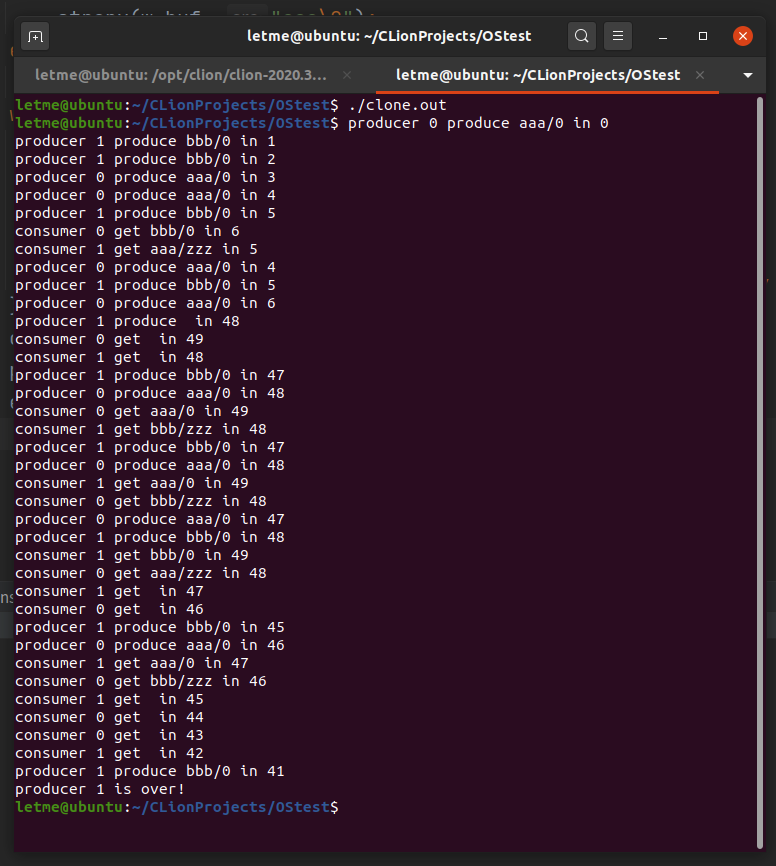 letme@ubuntu: ~/CLionProjects/OStest
letme@ubuntu: /opt/clion/clion-2020.3...
letme@ubuntu: ~/CLionProjects/OStest
letme@ubuntu:~/CLionProjects/OStest$ ./clone.out
letme@ubuntu:~/CLionProjects/OStest$ producer 0 produce aaa/0 in 0
producer 1 produce bbb/0 in 1
producer 1 produce bbb/0 in 2
producer 0 produce aaa/0 in 3
producer 0 produce aaa/0 in 4
producer 1 produce bbb/0 in 5
consumer 0 get bbb/0 in 6
consumer 1 get aaa/zzz in 5
producer 0 produce aaa/0 in 4
producer 1 produce bbb/0 in 5
producer 0 produce aaa/0 in 6
producer 1 produce  in 48
consumer 0 get  in 49
consumer 1 get  in 48
producer 1 produce bbb/0 in 47
producer 0 produce aaa/0 in 48
consumer 0 get aaa/0 in 49
consumer 1 get bbb/zzz in 48
producer 1 produce bbb/0 in 47
producer 0 produce aaa/0 in 48
consumer 1 get aaa/0 in 49
consumer 0 get bbb/zzz in 48
producer 0 produce aaa/0 in 47
producer 1 produce bbb/0 in 48
consumer 1 get bbb/0 in 49
consumer 0 get aaa/zzz in 48
consumer 1 get  in 47
consumer 0 get  in 46
producer 1 produce bbb/0 in 45
producer 0 produce aaa/0 in 46
consumer 1 get aaa/0 in 47
consumer 0 get bbb/zzz in 46
consumer 1 get  in 45
consumer 0 get  in 44
consumer 0 get  in 43
consumer 1 get  in 42
producer 1 produce bbb/0 in 41
producer 1 is over!
letme@ubuntu:~/CLionProjects/OStest$